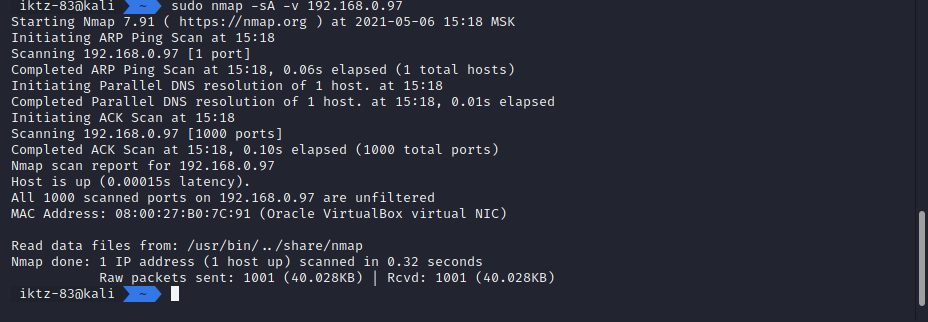 iktz-83@kali ~ sudo nmap -sA -v 192.168.0.97
Starting Nmap 7.91 ( https://nmap.org ) at 2021-05-06 15:18 MSK
Initiating ARP Ping Scan at 15:18
Scanning 192.168.0.97 [1 port]
Completed ARP Ping Scan at 15:18, 0.06s elapsed (1 total hosts)
Initiating Parallel DNS resolution of 1 host. at 15:18
Completed Parallel DNS resolution of 1 host. at 15:18, 0.01s elapsed
Initiating ACK Scan at 15:18
Scanning 192.168.0.97 [1000 ports]
Completed ACK Scan at 15:18, 0.10s elapsed (1000 total ports)
Nmap scan report for 192.168.0.97
Host is up (0.00015s latency).
All 1000 scanned ports on 192.168.0.97 are unfiltered
MAC Address: 08:00:27:B0:7C:91 (Oracle VirtualBox virtual NIC)
Read data files from: /usr/bin/../share/nmap
Nmap done: 1 IP address (1 host up) scanned in 0.32 seconds
Raw packets sent: 1001 (40.028KB) | Rcvd: 1001 (40.028KB)
iktz-83@kali ~